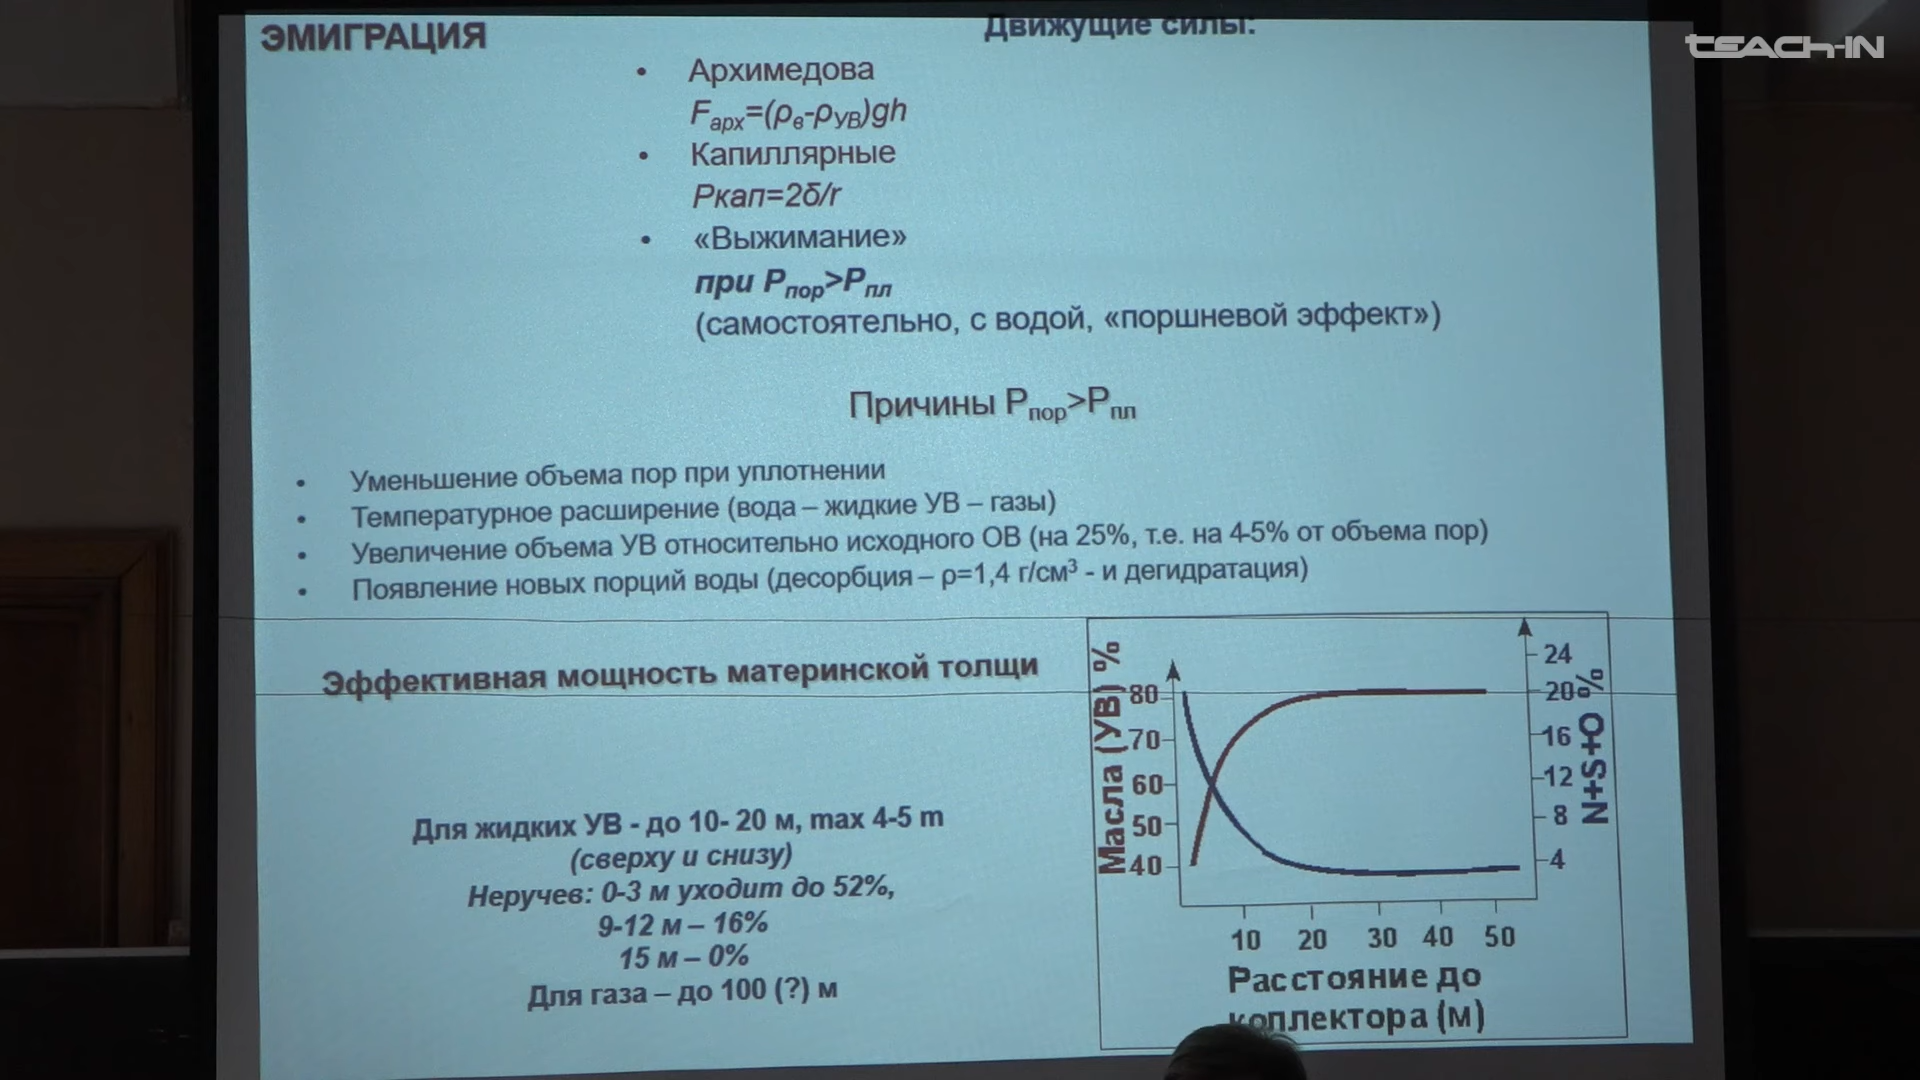 ЭМИГРАЦИЯ
Движущие силы:
TEACH-IN
• Архимедова
Fарх=(ρв-ρУВ)gh
• Капиллярные
Pкап=2δ/r
• «Выжимание»
при Pпор>Pпл
(самостоятельно, с водой, «поршневой эффект»)
Причины Pпор>Pпл
• Уменьшение объема пор при уплотнении
• Температурное расширение (вода – жидкие УВ – газы)
• Увеличение объема УВ относительно исходного ОВ (на 25%, т.е. на 4-5% от объема пор)
• Появление новых порций воды (десорбция – ρ=1,4 г/см³ - и дегидратация)
Эффективная мощность материнской толщи
Для жидких УВ - до 10- 20 м, max 4-5 m
(сверху и снизу)
Неручев: 0-3 м уходит до 52%,
9-12 м – 16%
15 м – 0%
Для газа – до 100 (?) м
Масла (УВ) %
80
70
60
50
40
24
20
16
12
8
4
N+S+O %
10 20 30 40 50
Расстояние до
коллектора (м)